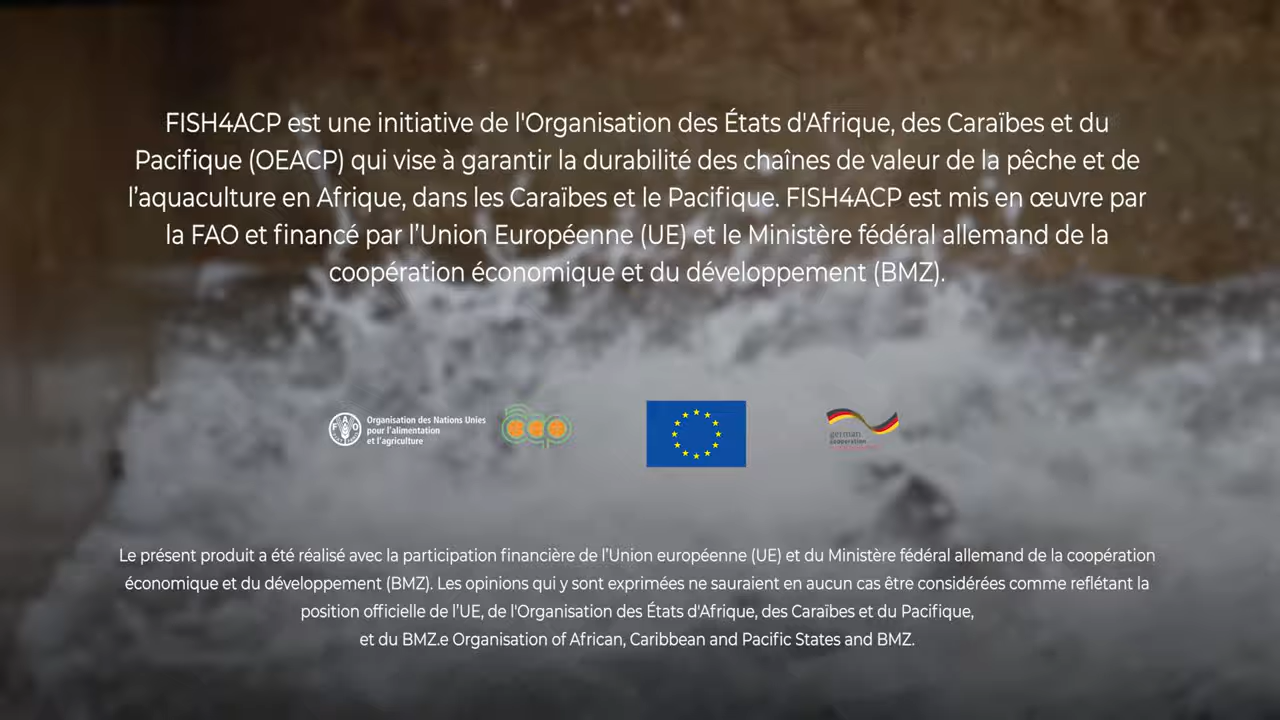 FISH4ACP est une initiative de l'Organisation des États d'Afrique, des Caraïbes et du
Pacifique (OEACP) qui vise à garantir la durabilité des chaînes de valeur de la pêche et de
l’aquaculture en Afrique, dans les Caraïbes et le Pacifique. FISH4ACP est mis en œuvre par
la FAO et financé par l’Union Européenne (UE) et le Ministère fédéral allemand de la
coopération économique et du développement (BMZ).
FAO
Organisation des Nations Unies
pour l'alimentation
et l'agriculture
acp
german
cooperation
Le présent produit a été réalisé avec la participation financière de l’Union européenne (UE) et du Ministère fédéral allemand de la coopération
économique et du développement (BMZ). Les opinions qui y sont exprimées ne sauraient en aucun cas être considérées comme reflétant la
position officielle de l’UE, de l'Organisation des États d'Afrique, des Caraïbes et du Pacifique,
et du BMZ.e Organisation of African, Caribbean and Pacific States and BMZ.